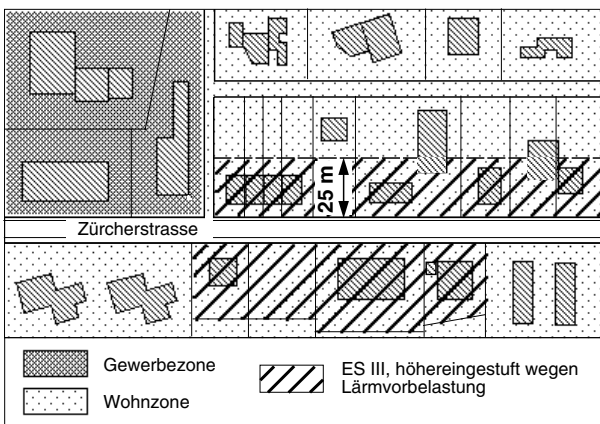 25 m
Zürcherstrasse
Gewerbezone
Wohnzone
ES III, höhereingestuft wegen
Lärmvorbelastung